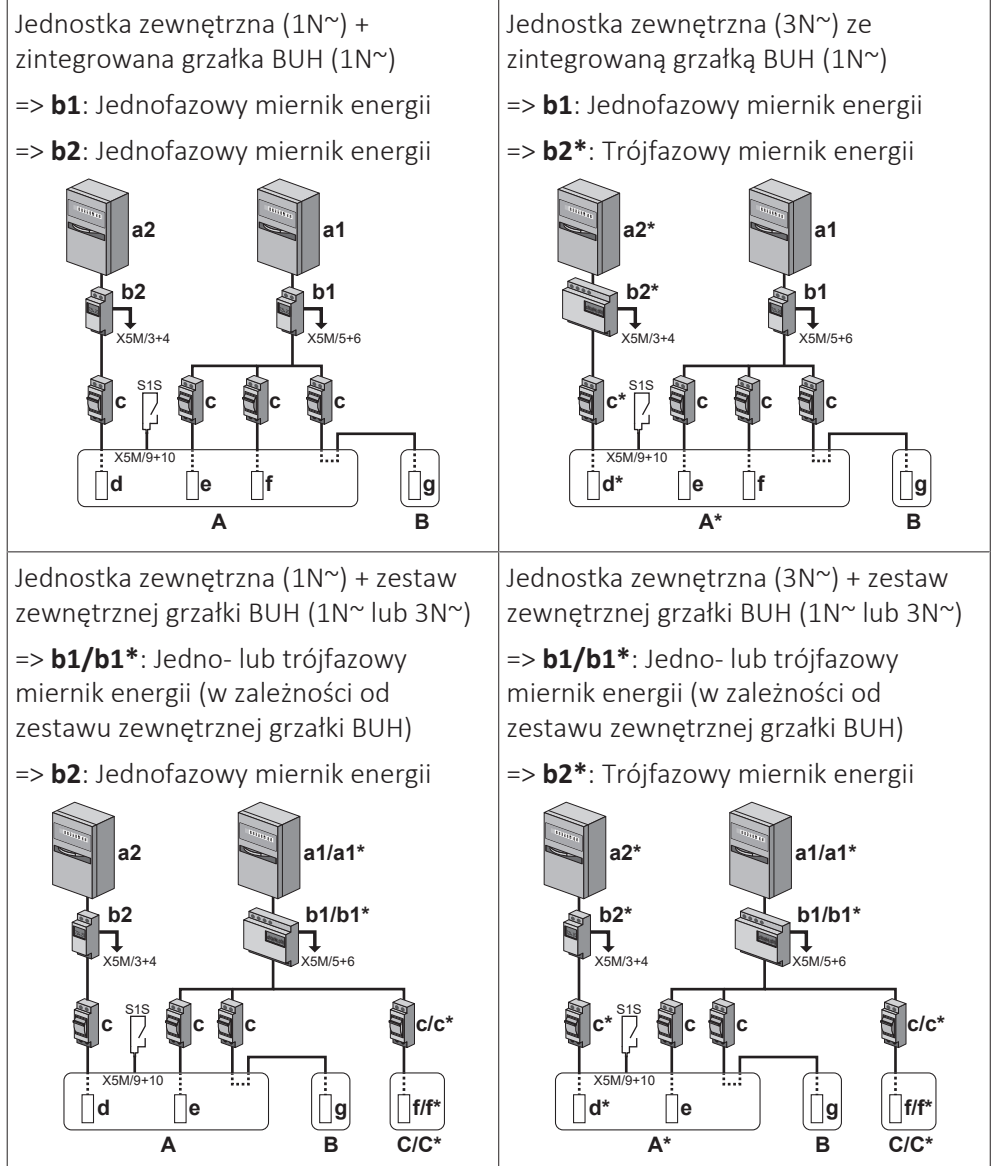 Jednostka zewnętrzna (1N~) +
zintegrowana grzałka BUH (1N~)
=> b1: Jednofazowy miernik energii
=> b2: Jednofazowy miernik energii
a2
a1
b2
b1
X5M/3+4
X5M/5+6
S1S
c
c
c
c
X5M/9+10
d
e
f
g
A
B
Jednostka zewnętrzna (3N~) ze
zintegrowaną grzałką BUH (1N~)
=> b1: Jednofazowy miernik energii
=> b2*: Trójfazowy miernik energii
a2*
a1
b2*
b1
X5M/3+4
X5M/5+6
S1S
c*
c
c
c
X5M/9+10
d*
e
f
g
A*
B
Jednostka zewnętrzna (1N~) + zestaw
zewnętrznej grzałki BUH (1N~ lub 3N~)
=> b1/b1*: Jedno- lub trójfazowy
miernik energii (w zależności od
zestawu zewnętrznej grzałki BUH)
=> b2: Jednofazowy miernik energii
a2
a1/a1*
b2
b1/b1*
X5M/3+4
X5M/5+6
S1S
c
c
c
c/c*
X5M/9+10
d
e
g
f/f*
A
B
C/C*
Jednostka zewnętrzna (3N~) + zestaw
zewnętrznej grzałki BUH (1N~ lub 3N~)
=> b1/b1*: Jedno- lub trójfazowy
miernik energii (w zależności od
zestawu zewnętrznej grzałki BUH)
=> b2*: Trójfazowy miernik energii
a2*
a1/a1*
b2*
b1/b1*
X5M/3+4
X5M/5+6
S1S
c*
c
c
c/c*
X5M/9+10
d*
e
g
f/f*
A*
B
C/C*